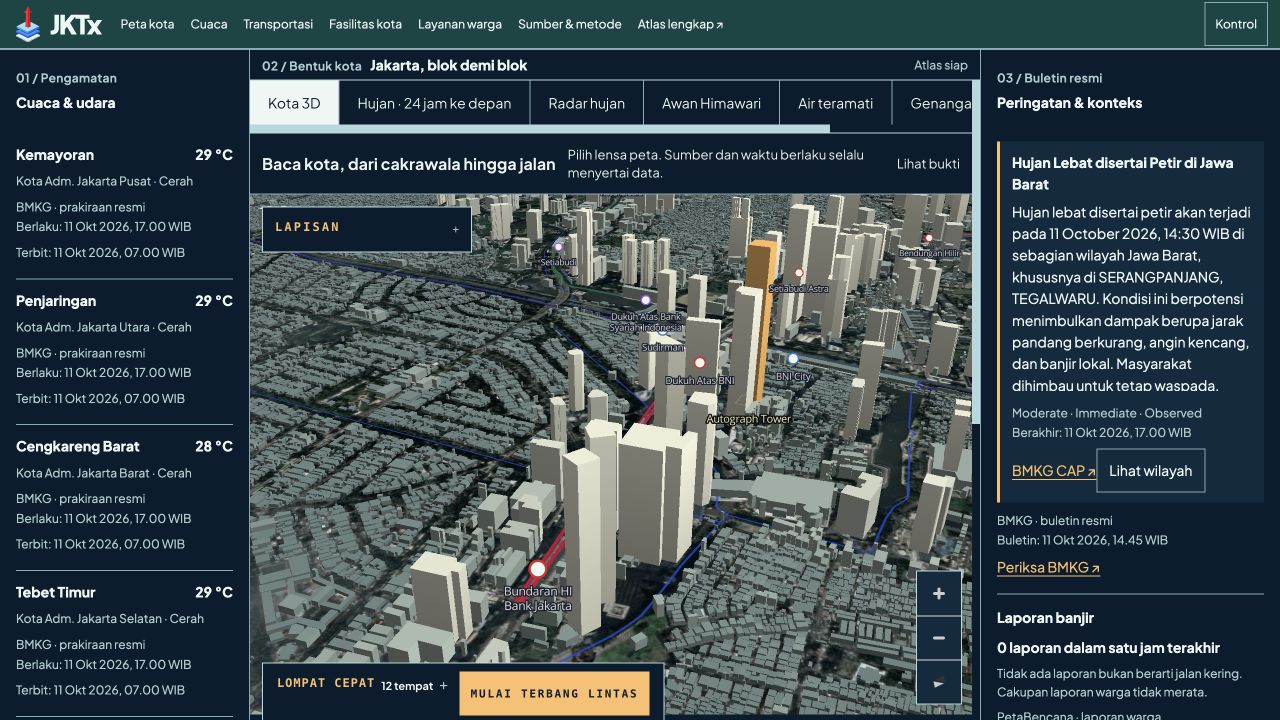 JKTx
Peta kota
Cuaca
Transportasi
Fasilitas kota
Layanan warga
Sumber & metode
Atlas lengkap ↗
Kontrol
01 / Pengamatan
Cuaca & udara
Kemayoran 29 °C
Kota Adm. Jakarta Pusat · Cerah
BMKG · prakiraan resmi
Berlaku: 11 Okt 2026, 17.00 WIB
Terbit: 11 Okt 2026, 07.00 WIB
Penjaringan 29 °C
Kota Adm. Jakarta Utara · Cerah
BMKG · prakiraan resmi
Berlaku: 11 Okt 2026, 17.00 WIB
Terbit: 11 Okt 2026, 07.00 WIB
Cengkareng Barat 28 °C
Kota Adm. Jakarta Barat · Cerah
BMKG · prakiraan resmi
Berlaku: 11 Okt 2026, 17.00 WIB
Terbit: 11 Okt 2026, 07.00 WIB
Tebet Timur 29 °C
Kota Adm. Jakarta Selatan · Cerah
BMKG · prakiraan resmi
Berlaku: 11 Okt 2026, 17.00 WIB
Terbit: 11 Okt 2026, 07.00 WIB
02 / Bentuk kota Jakarta, blok demi blok
Atlas siap
Kota 3D
Hujan · 24 jam ke depan
Radar hujan
Awan Himawari
Air teramati
Genanga
Baca kota, dari cakrawala hingga jalan
Pilih lensa peta. Sumber dan waktu berlaku selalu
menyertai data.
Lihat bukti
LAPISAN +
Setiabudi
Bendungan Hilir
Setiabudi Astra
Dukuh Atas Bank
Syariah Indonesia
Sudirman
Dukuh Atas BNI
BNI City
Autograph Tower
Bundaran HI
Bank Jakarta
+
−
LOMPAT CEPAT 12 tempat +
MULAI TERBANG LINTAS
03 / Buletin resmi
Peringatan & konteks
Hujan Lebat disertai Petir di Jawa
Barat
Hujan lebat disertai petir akan terjadi
pada 11 October 2026, 14:30 WIB di
sebagian wilayah Jawa Barat,
khususnya di SERANGPANJANG,
TEGALWARU. Kondisi ini berpotensi
menimbulkan dampak berupa jarak
pandang berkurang, angin kencang,
dan banjir lokal. Masyarakat
dihimbau untuk tetap waspada.
Moderate · Immediate · Observed
Berakhir: 11 Okt 2026, 17.00 WIB
BMKG CAP ↗
Lihat wilayah
BMKG · buletin resmi
Buletin: 11 Okt 2026, 14.45 WIB
Periksa BMKG ↗
Laporan banjir
0 laporan dalam satu jam terakhir
Tidak ada laporan bukan berarti jalan kering.
Cakupan laporan warga tidak merata.
PetaBencana · laporan warga